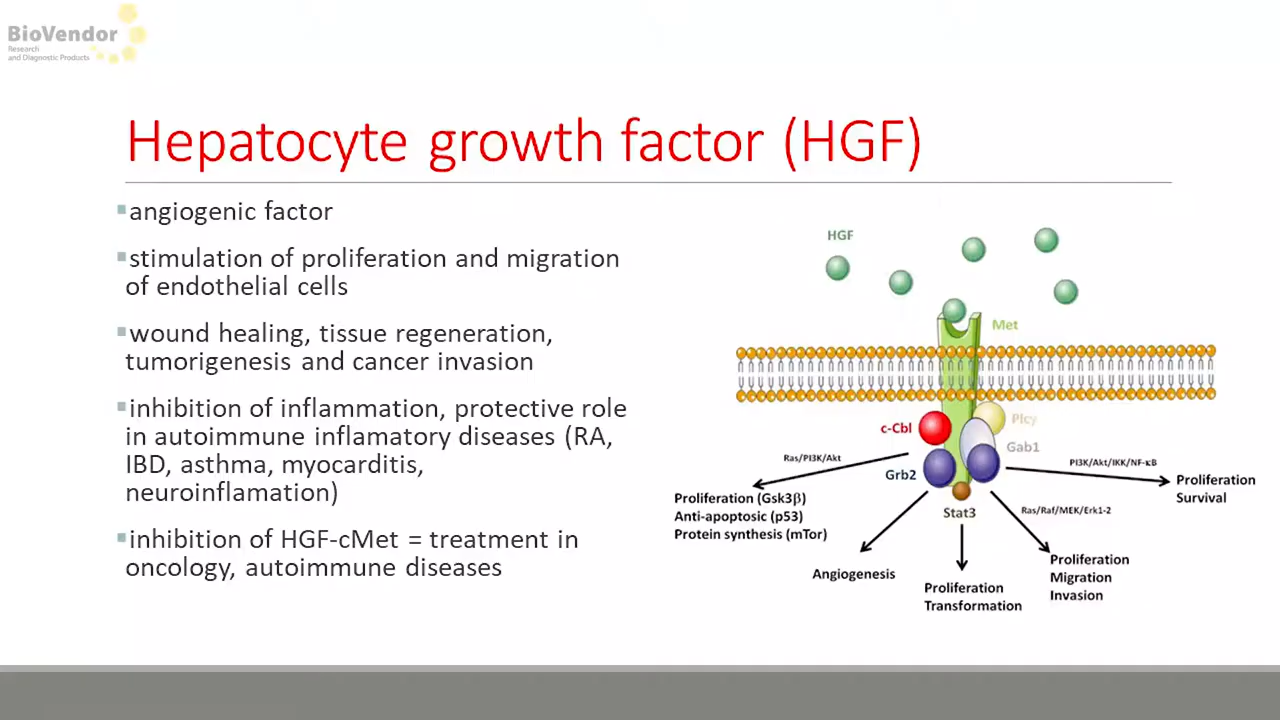 BioVendor
Research
and Diagnostic Products
Hepatocyte growth factor (HGF)
angiogenic factor
stimulation of proliferation and migration
of endothelial cells
wound healing, tissue regeneration,
tumorigenesis and cancer invasion
inhibition of inflammation, protective role
in autoimmune inflamatory diseases (RA,
IBD, asthma, myocarditis,
neuroinflamation)
inhibition of HGF-cMet = treatment in
oncology, autoimmune diseases
HGF
Met
c-Cbl
Plcγ
Gab1
Grb2
Stat3
Ras/PI3K/Akt
Proliferation (Gsk3β)
Anti-apoptosic (p53)
Protein synthesis (mTor)
Angiogenesis
Proliferation
Transformation
Ras/Raf/MEK/Erk1-2
Proliferation
Migration
Invasion
PI3K/Akt/IKK/NF-κB
Proliferation
Survival